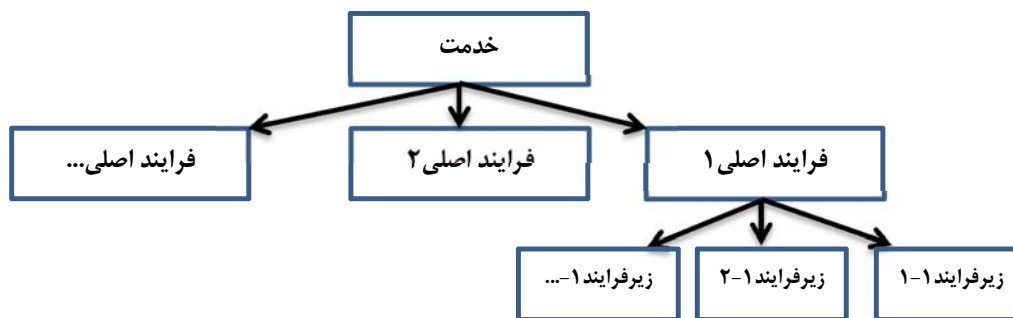 خدمت
فرایند اصلی۱
فرایند اصلی۲
فرایند اصلی...
زیرفرایند۱-۱
زیرفرایند۱-۲
زیرفرایند۱-...